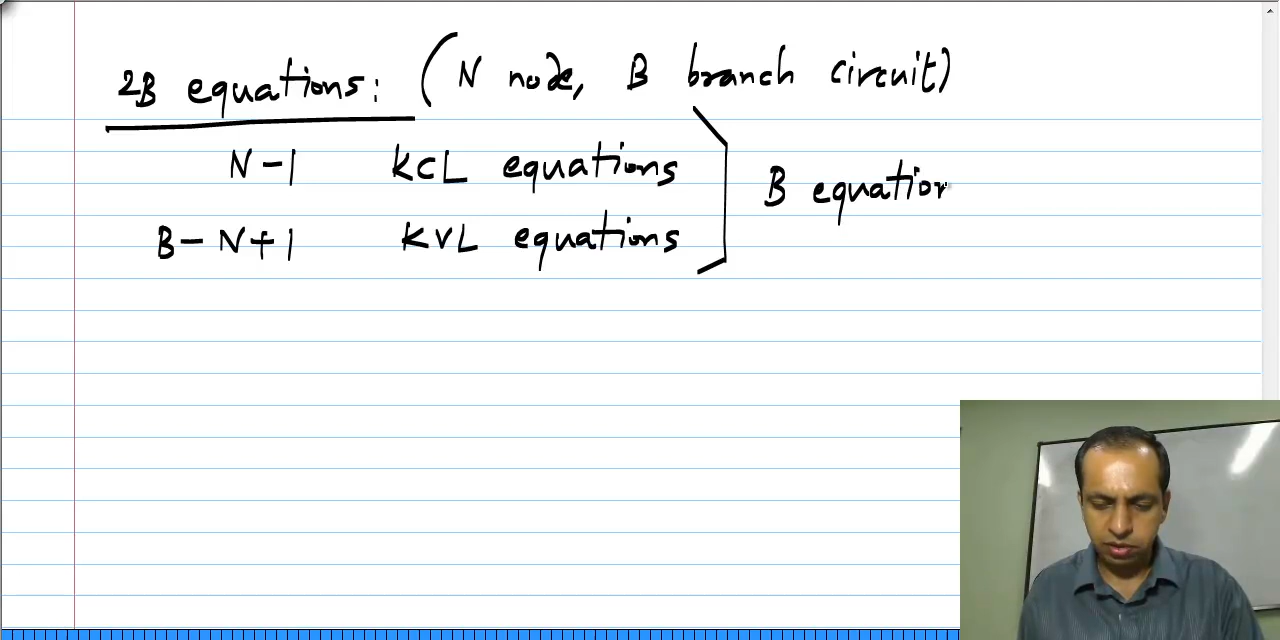 2B equations: (N node, B branch circuit)
N-1 KCL equations
B-N+1 KVL equations
B equation